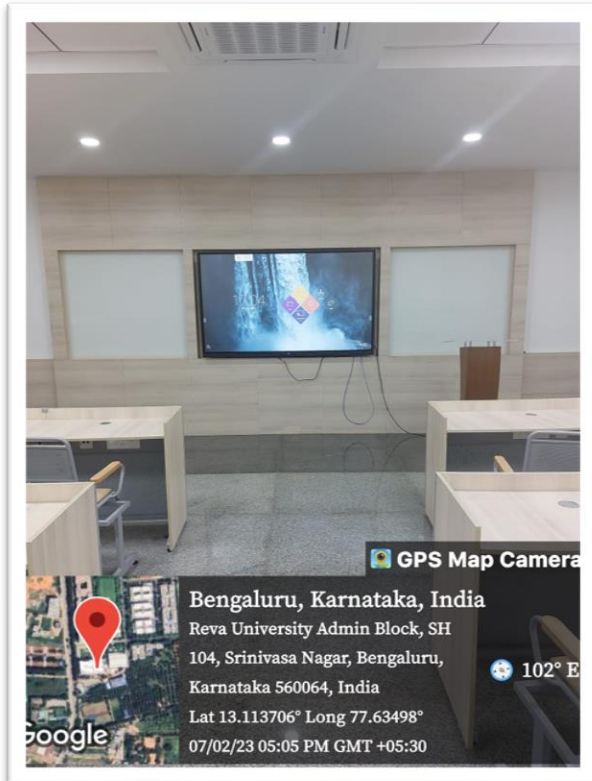 GPS Map Camera
Bengaluru, Karnataka, India
Reva University Admin Block, SH
104, Srinivasa Nagar, Bengaluru,
Karnataka 560064, India
Lat 13.113706° Long 77.63498°
07/02/23 05:05 PM GMT +05:30
102° E
Google